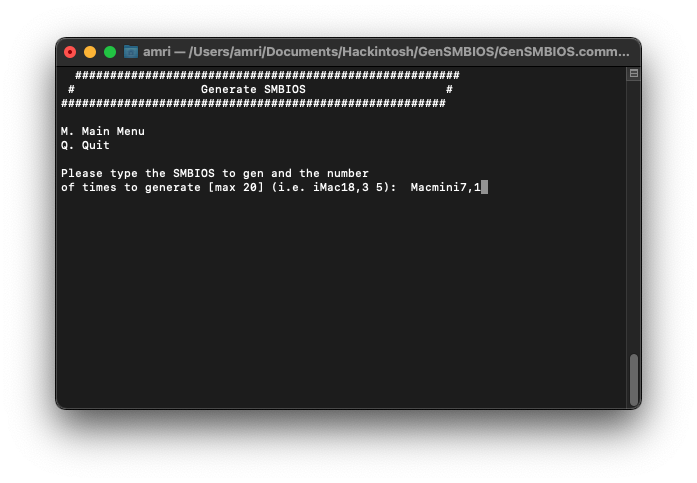 amri — /Users/amri/Documents/Hackintosh/GenSMBIOS/GenSMBIOS.comm...
#######################################################
# Generate SMBIOS #
#######################################################
M. Main Menu
Q. Quit
Please type the SMBIOS to gen and the number
of times to generate [max 20] (i.e. iMac18,3 5): Macmini7,1